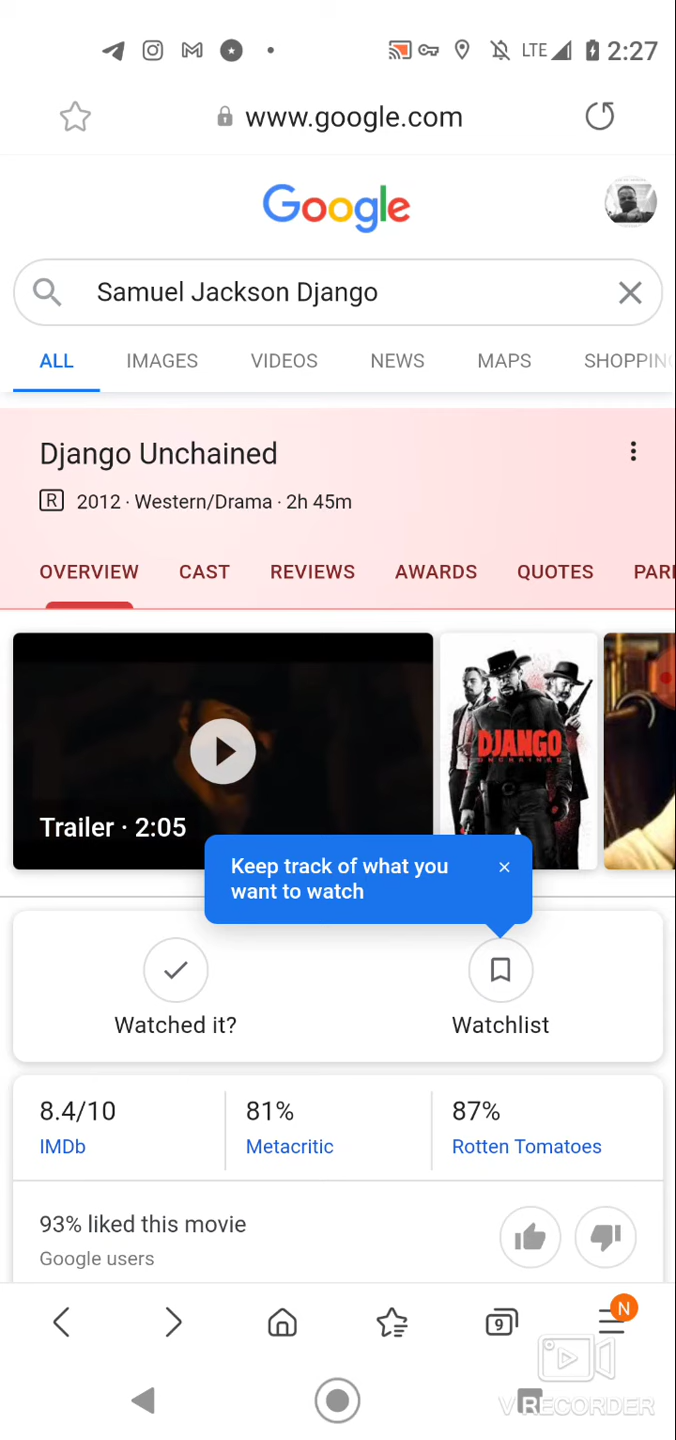 LTE 2:27
www.google.com
Google
Samuel Jackson Django
ALL IMAGES VIDEOS NEWS MAPS SHOPPIN
Django Unchained
R 2012 · Western/Drama · 2h 45m
OVERVIEW CAST REVIEWS AWARDS QUOTES PARE
DJANGO
UNCHAINED
Trailer · 2:05
Keep track of what you
want to watch
Watched it? Watchlist
8.4/10 81% 87%
IMDb Metacritic Rotten Tomatoes
93% liked this movie
Google users
9
N
VRECORDER